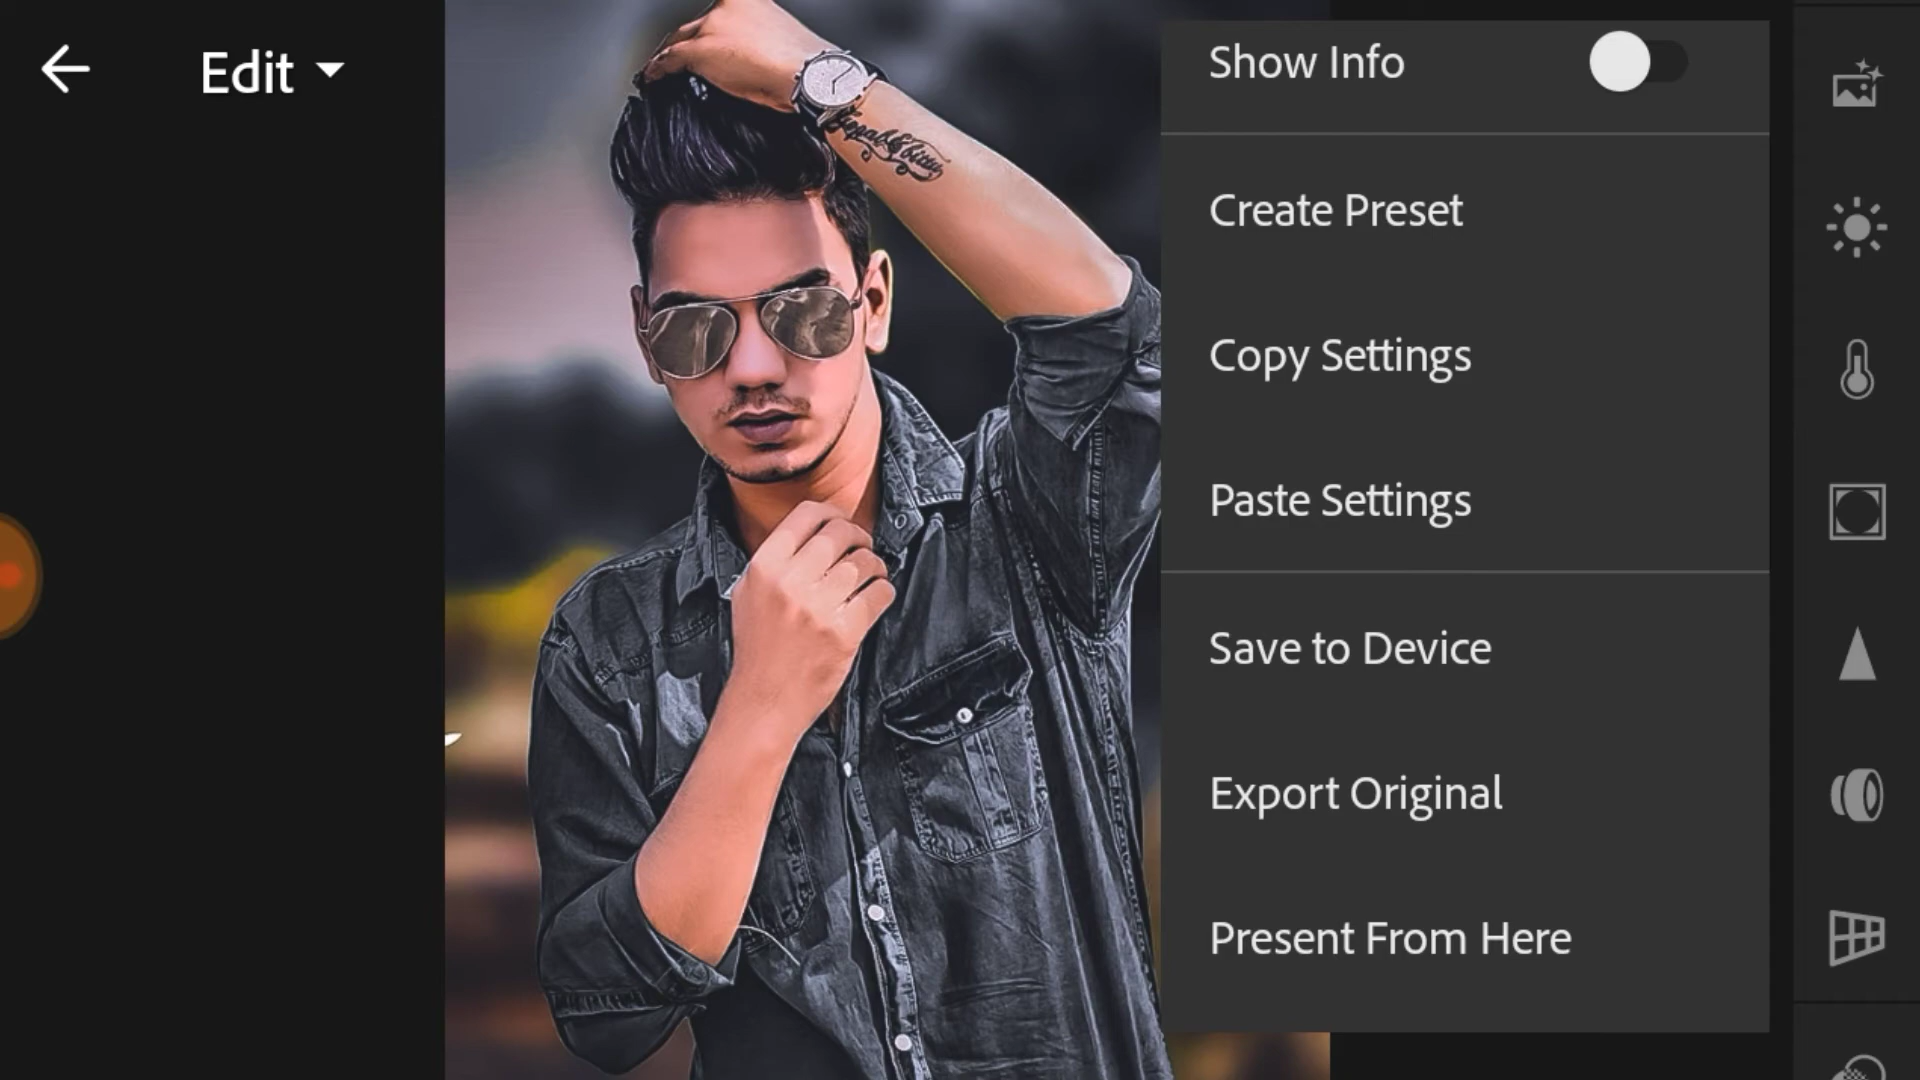 Edit
Show Info
Create Preset
Copy Settings
Paste Settings
Save to Device
Export Original
Present From Here